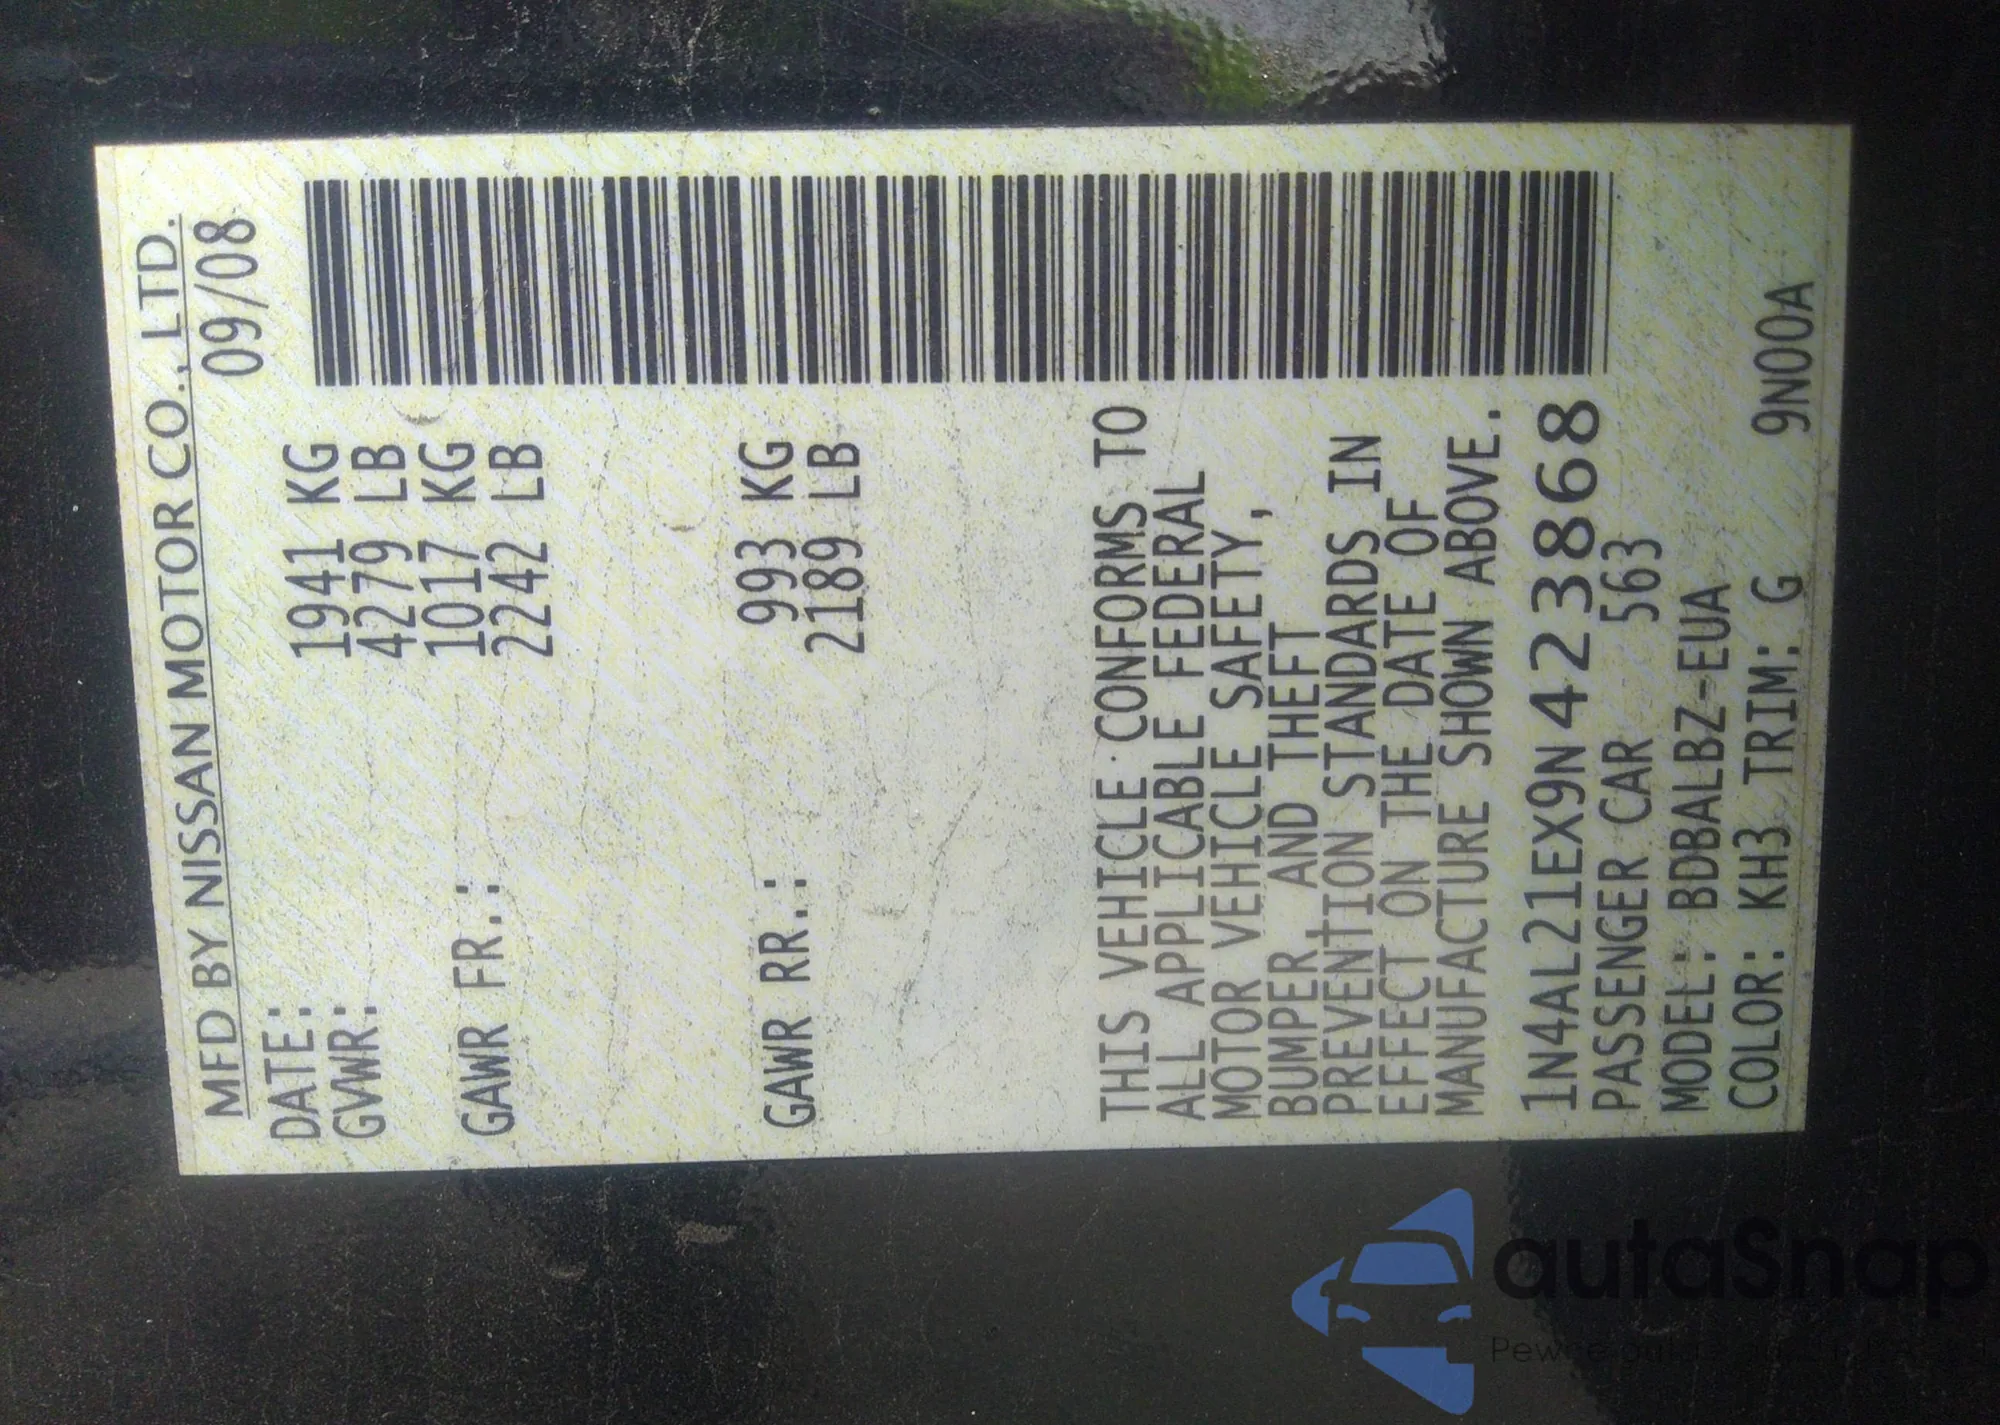 MFD BY NISSAN MOTOR CO., LTD.
DATE: 09/08
GVWR: 1941 KG
4279 LB
GAWR FR.: 1017 KG
2242 LB
GAWR RR.: 993 KG
2189 LB
THIS VEHICLE CONFORMS TO
ALL APPLICABLE FEDERAL
MOTOR VEHICLE SAFETY,
BUMPER, AND THEFT
PREVENTION STANDARDS IN
EFFECT ON THE DATE OF
MANUFACTURE SHOWN ABOVE.
1N4AL21EX9N423868
PASSENGER CAR 563
MODEL: BDBALBZ-EUA
COLOR: KH3 TRIM: G 9N00A
autaSnap